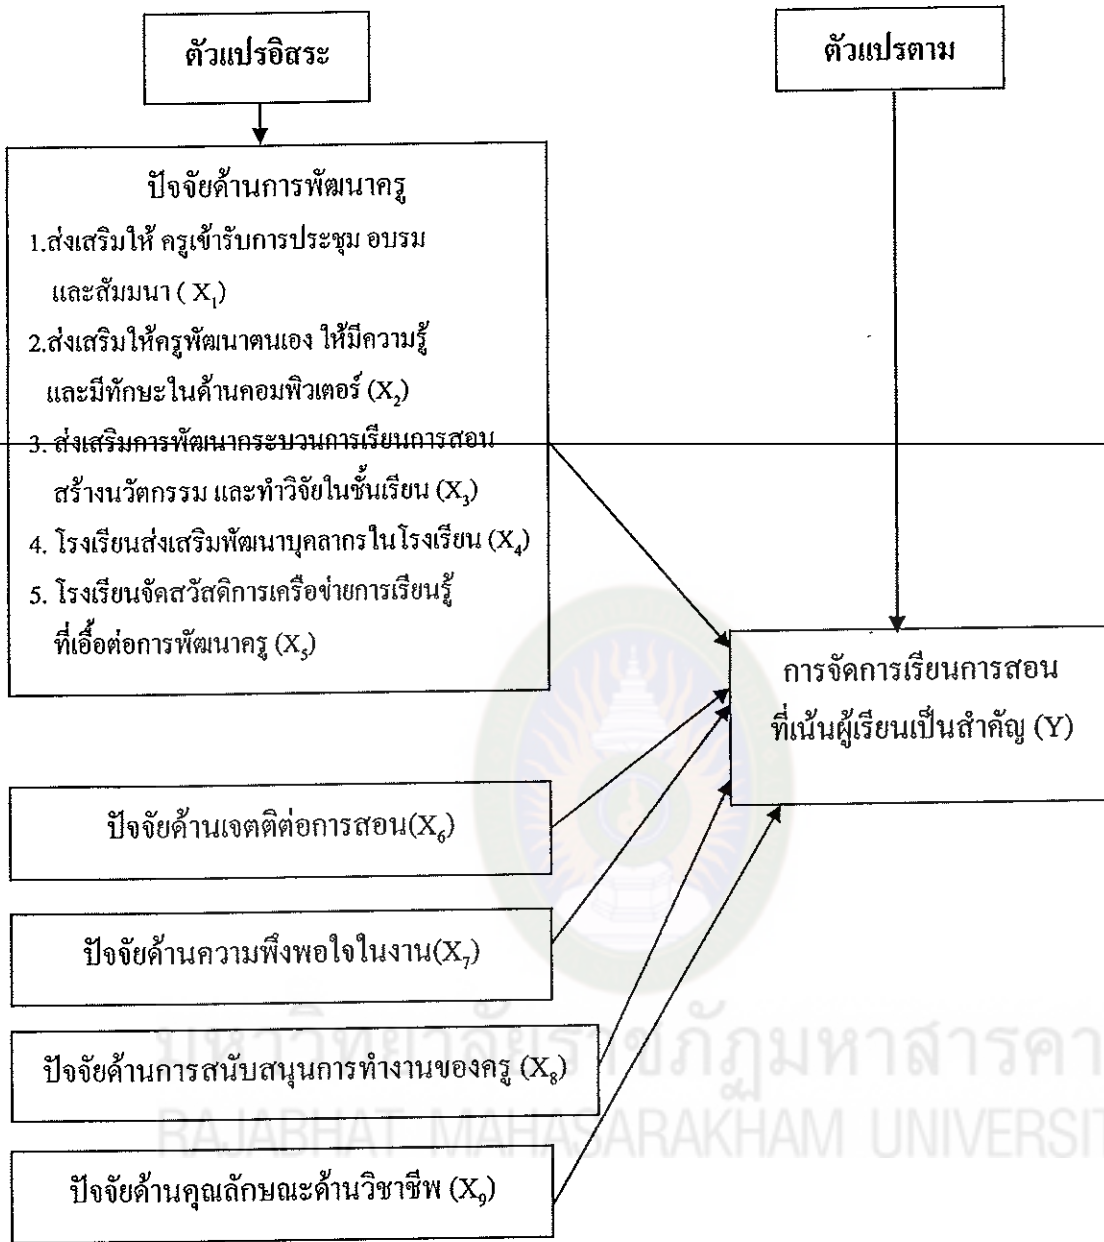 ตัวแปรอิสระ
ตัวแปรตาม
ปัจจัยด้านการพัฒนาครู
1.ส่งเสริมให้ ครูเข้ารับการประชุม อบรม
และสัมมนา ( X₁)
2.ส่งเสริมให้ครูพัฒนาตนเอง ให้มีความรู้
และมีทักษะในด้านคอมพิวเตอร์ (X₂)
3. ส่งเสริมการพัฒนากระบวนการเรียนการสอน
สร้างนวัตกรรม และทำวิจัยในชั้นเรียน (X₃)
4. โรงเรียนส่งเสริมพัฒนาบุคลากรในโรงเรียน (X₄)
5. โรงเรียนจัดสวัสดิการเครือข่ายการเรียนรู้
ที่เอื้อต่อการพัฒนาครู (X₅)
การจัดการเรียนการสอน
ที่เน้นผู้เรียนเป็นสำคัญ (Y)
ปัจจัยด้านเจตติต่อการสอน(X₆)
ปัจจัยด้านความพึงพอใจในงาน(X₇)
ปัจจัยด้านการสนับสนุนการทำงานของครู (X₈)
ปัจจัยด้านคุณลักษณะด้านวิชาชีพ (X₉)
มหาวิทยาลัยราชภัฏมหาสารคา
RAJABHAT MAHASARAKHAM UNIVERSIT